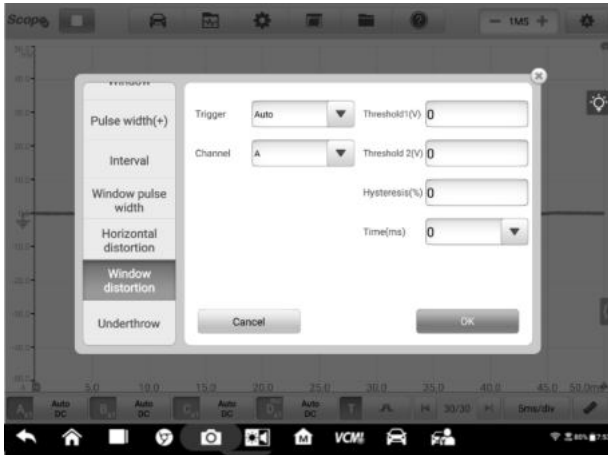 Scope
1MS
Window
Pulse width(+)
Interval
Window pulse
width
Horizontal
distortion
Window
distortion
Underthrow
Trigger
Auto
Channel
A
Threshold1(V)
0
Threshold 2(V)
0
Hysteresis(%)
0
Time(ms)
0
Cancel
OK
5.0
10.0
15.0
20.0
25.0
30.0
35.0
40.0
45.0
50.0ms
A
Auto
DC
B
Auto
DC
C
Auto
DC
D
Auto
DC
T
30/30
5ms/div
VCMI